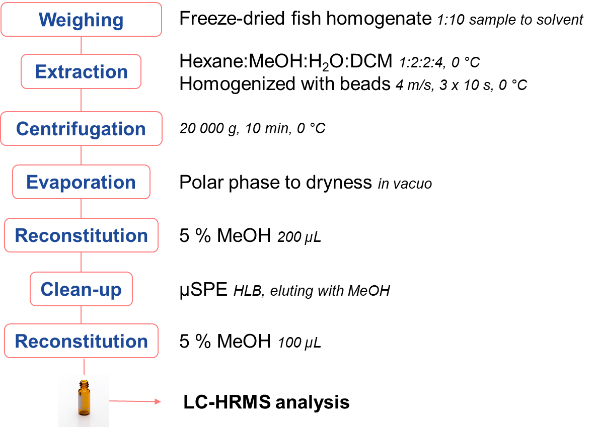 Weighing Freeze-dried fish homogenate 1:10 sample to solvent
Extraction Hexane:MeOH:H₂O:DCM 1:2:2:4, 0 °C
Homogenized with beads 4 m/s, 3 x 10 s, 0 °C
Centrifugation 20 000 g, 10 min, 0 °C
Evaporation Polar phase to dryness in vacuo
Reconstitution 5 % MeOH 200 µL
Clean-up µSPE HLB, eluting with MeOH
Reconstitution 5 % MeOH 100 µL
LC-HRMS analysis